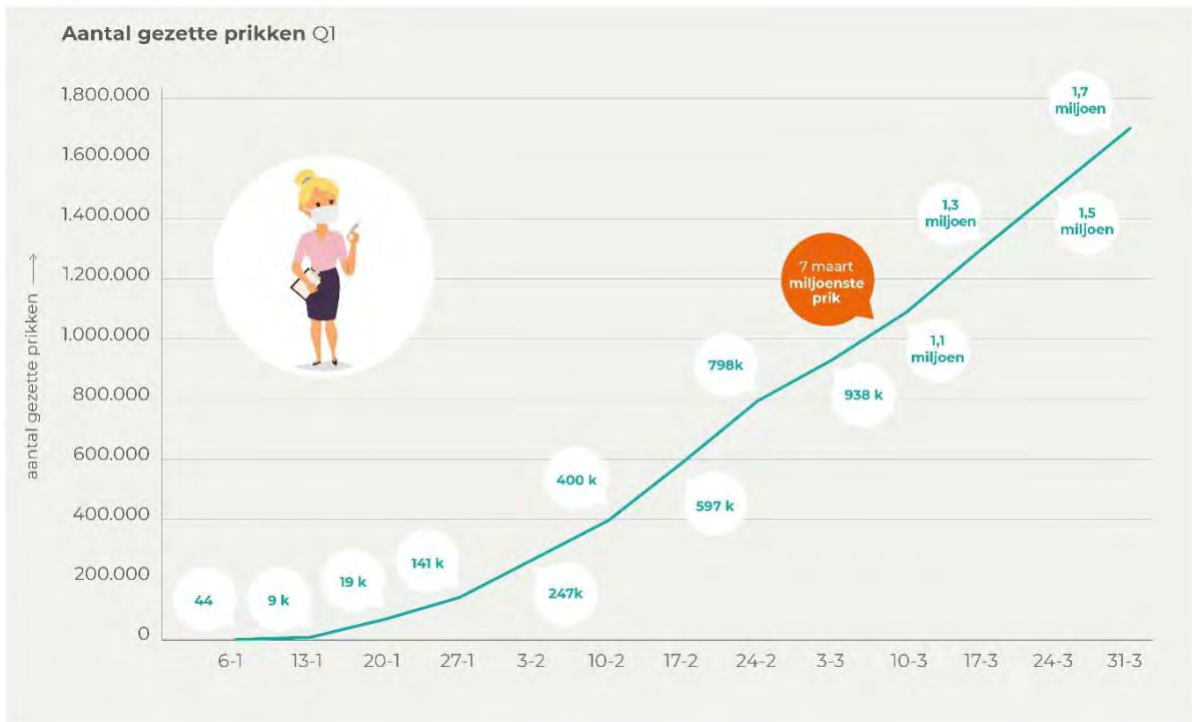 Aantal gezette prikken Q1
1.800.000
1.600.000
1.400.000
1.200.000
1.000.000
800.000
600.000
400.000
200.000
0
aantal gezette prikken
44
9 k
19 k
141 k
247k
400 k
597 k
798k
938 k
7 maart
miljoenste
prik
1,1
miljoen
1,3
miljoen
1,5
miljoen
1,7
miljoen
6-1 13-1 20-1 27-1 3-2 10-2 17-2 24-2 3-3 10-3 17-3 24-3 31-3